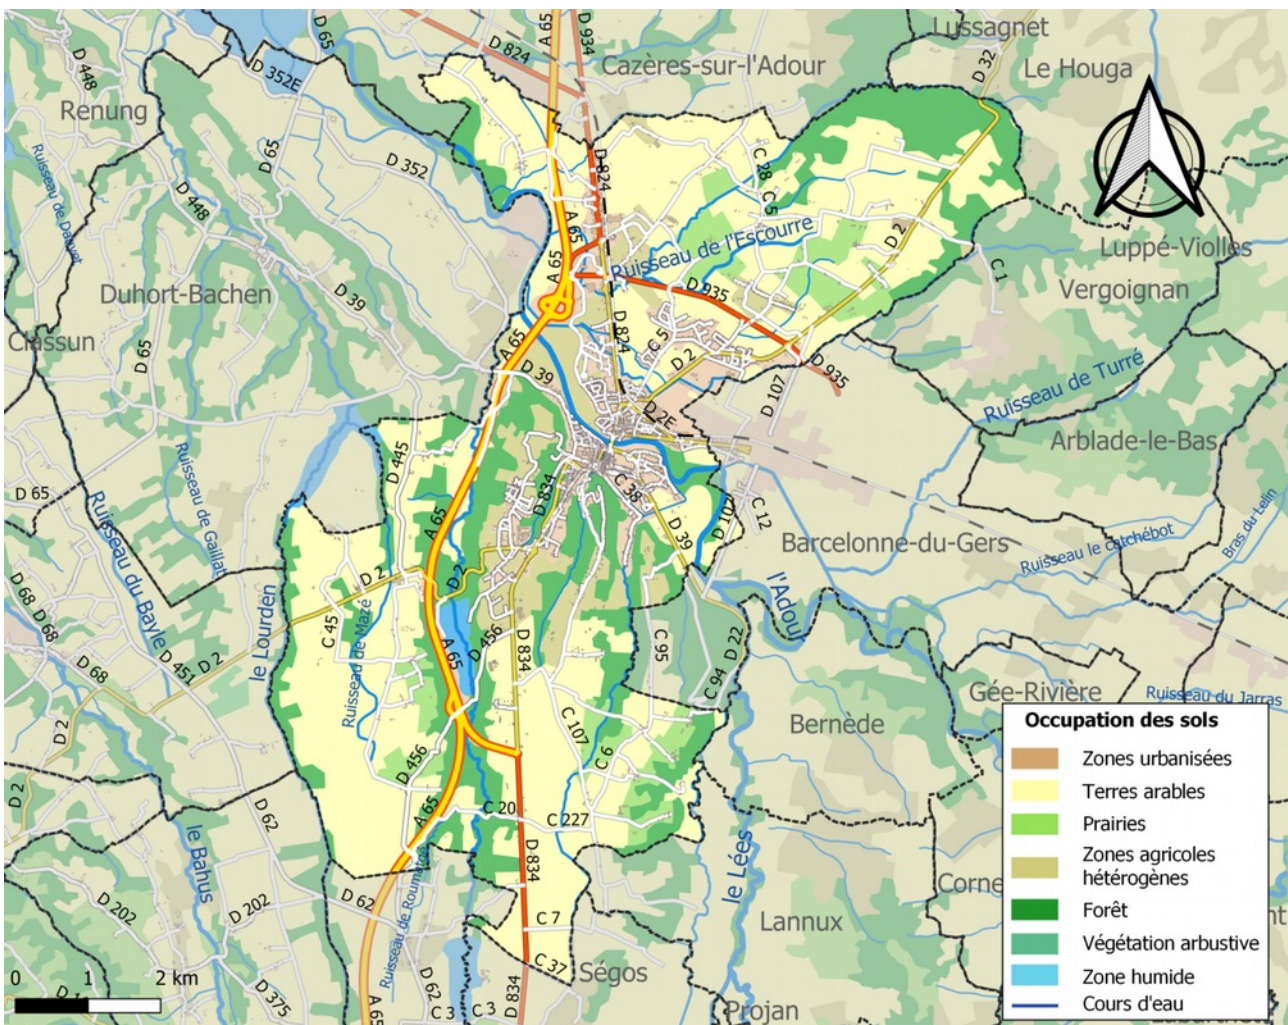 Lussagnet
D 65
A 65
D 934
D 824
D 32
Cazères-sur-l'Adour
Le Houga
D 448
D 352E
Renung
D 65
D 352
D 824
C 28
C 5
Ruisseau de l'Escourre
D 448
A 65
A 65
D 2
Luppé-Violles
C 1
Vergoignan
Duhort-Bachen
D 39
D 935
Classun
D 65
A 65
D 824
C 5
D 2
D 935
D 39
D 107
Ruisseau de Turré
D 2E
Arblade-le-Bas
D 445
D 65
Ruisseau du Bayle
Ruisseau de Gaillat
D 834
C 38
A 65
D 39
D 107
C 12
Bras du Lelin
Barcelonne-du-Gers
Ruisseau le Catchébot
D 68
D 68
D 2
D 2
l'Adour
le Lourden
C 45
Ruisseau de Mazé
D 456
A 65
D 834
C 95
D 22
C 94
D 68
D 451
D 2
D 2
Gée-Rivière
Ruisseau du Jarras
Bernède
C 107
C 6
D 456
D 2
A 65
C 20
C 227
D 62
le Bahus
le Lées
D 834
D 202
D 202
D 62
Ruisseau de Roumat
Corne
Lannux
C 7
C 37
Ségos
D 375
A 65
D 62
C 3
C 3
D 834
Projan
Occupation des sols
Zones urbanisées
Terres arables
Prairies
Zones agricoles
hétérogènes
Forêt
Végétation arbustive
Zone humide
Cours d'eau
0 1 2 km